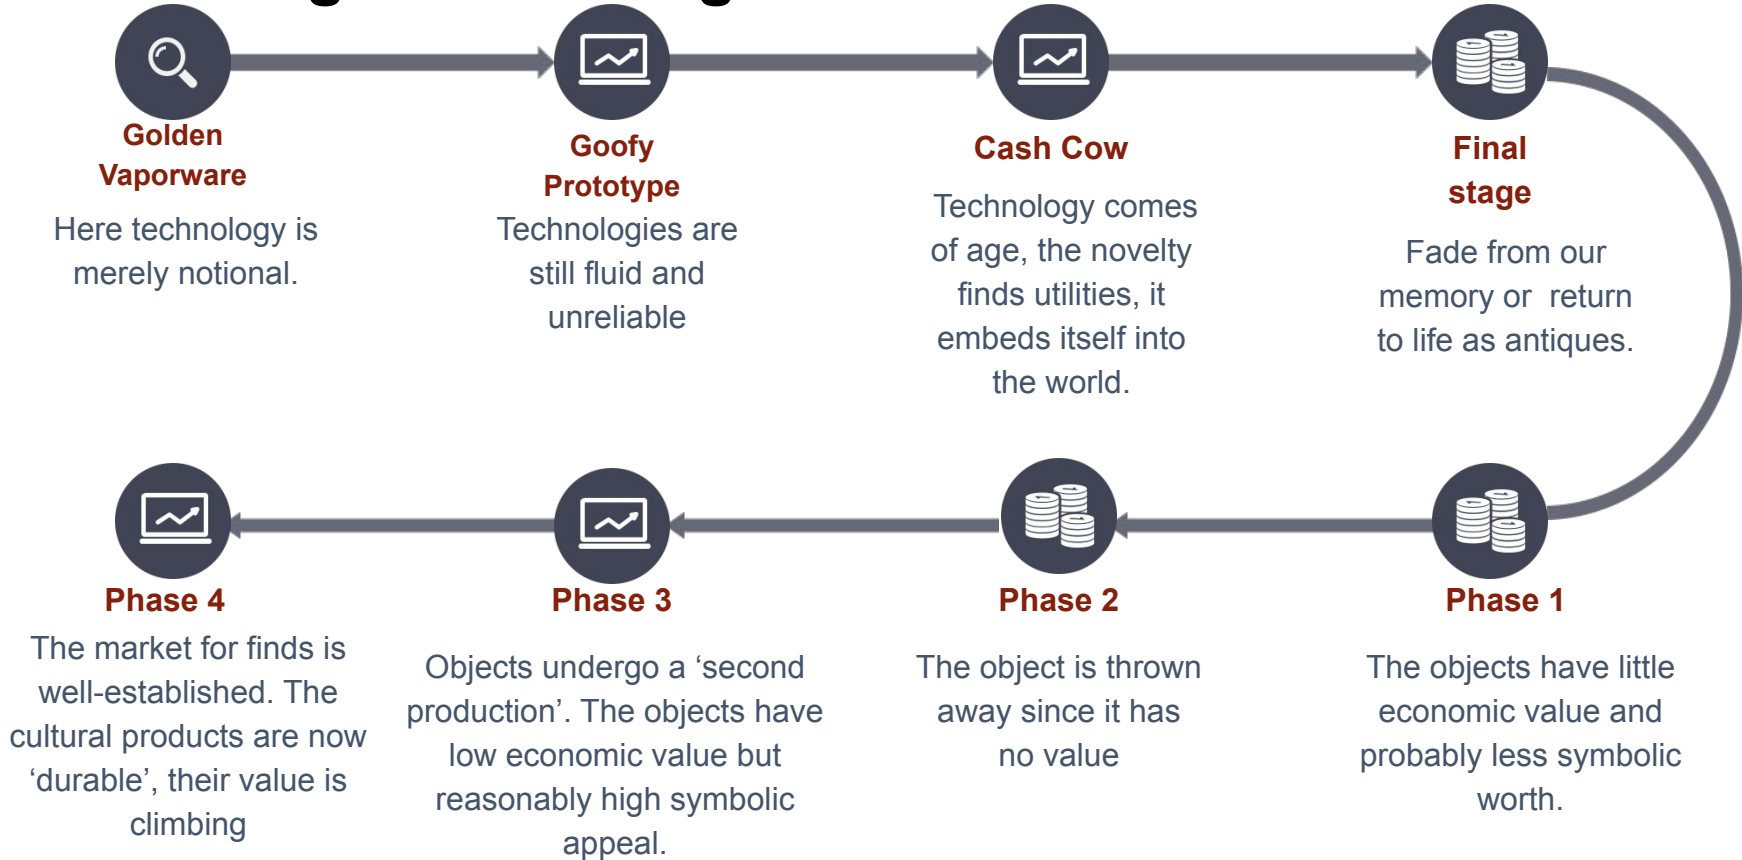 Golden
Vaporware
Here technology is
merely notional.
Goofy
Prototype
Technologies are
still fluid and
unreliable
Cash Cow
Technology comes
of age, the novelty
finds utilities, it
embeds itself into
the world.
Final
stage
Fade from our
memory or return
to life as antiques.
Phase 4
The market for finds is
well-established. The
cultural products are now
‘durable’, their value is
climbing
Phase 3
Objects undergo a ‘second
production’. The objects have
low economic value but
reasonably high symbolic
appeal.
Phase 2
The object is thrown
away since it has
no value
Phase 1
The objects have little
economic value and
probably less symbolic
worth.